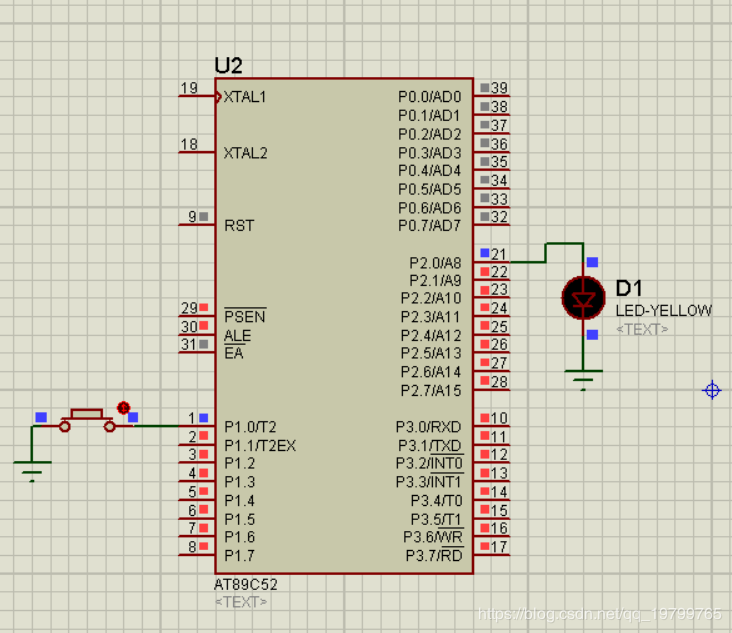 U2
19 XTAL1 P0.0/AD0 39
P0.1/AD1 38
P0.2/AD2 37
18 XTAL2 P0.3/AD3 36
P0.4/AD4 35
P0.5/AD5 34
P0.6/AD6 33
9 RST P0.7/AD7 32
P2.0/A8 21
P2.1/A9 22
P2.2/A10 23
29 PSEN P2.3/A11 24
30 ALE P2.4/A12 25
31 EA P2.5/A13 26
P2.6/A14 27
P2.7/A15 28
D1
LED-YELLOW
<TEXT>
1 P1.0/T2 P3.0/RXD 10
2 P1.1/T2EX P3.1/TXD 11
3 P1.2 P3.2/INT0 12
4 P1.3 P3.3/INT1 13
5 P1.4 P3.4/T0 14
6 P1.5 P3.5/T1 15
7 P1.6 P3.6/WR 16
8 P1.7 P3.7/RD 17
AT89C52
<TEXT>
https://blog.csdn.net/qq_19799765